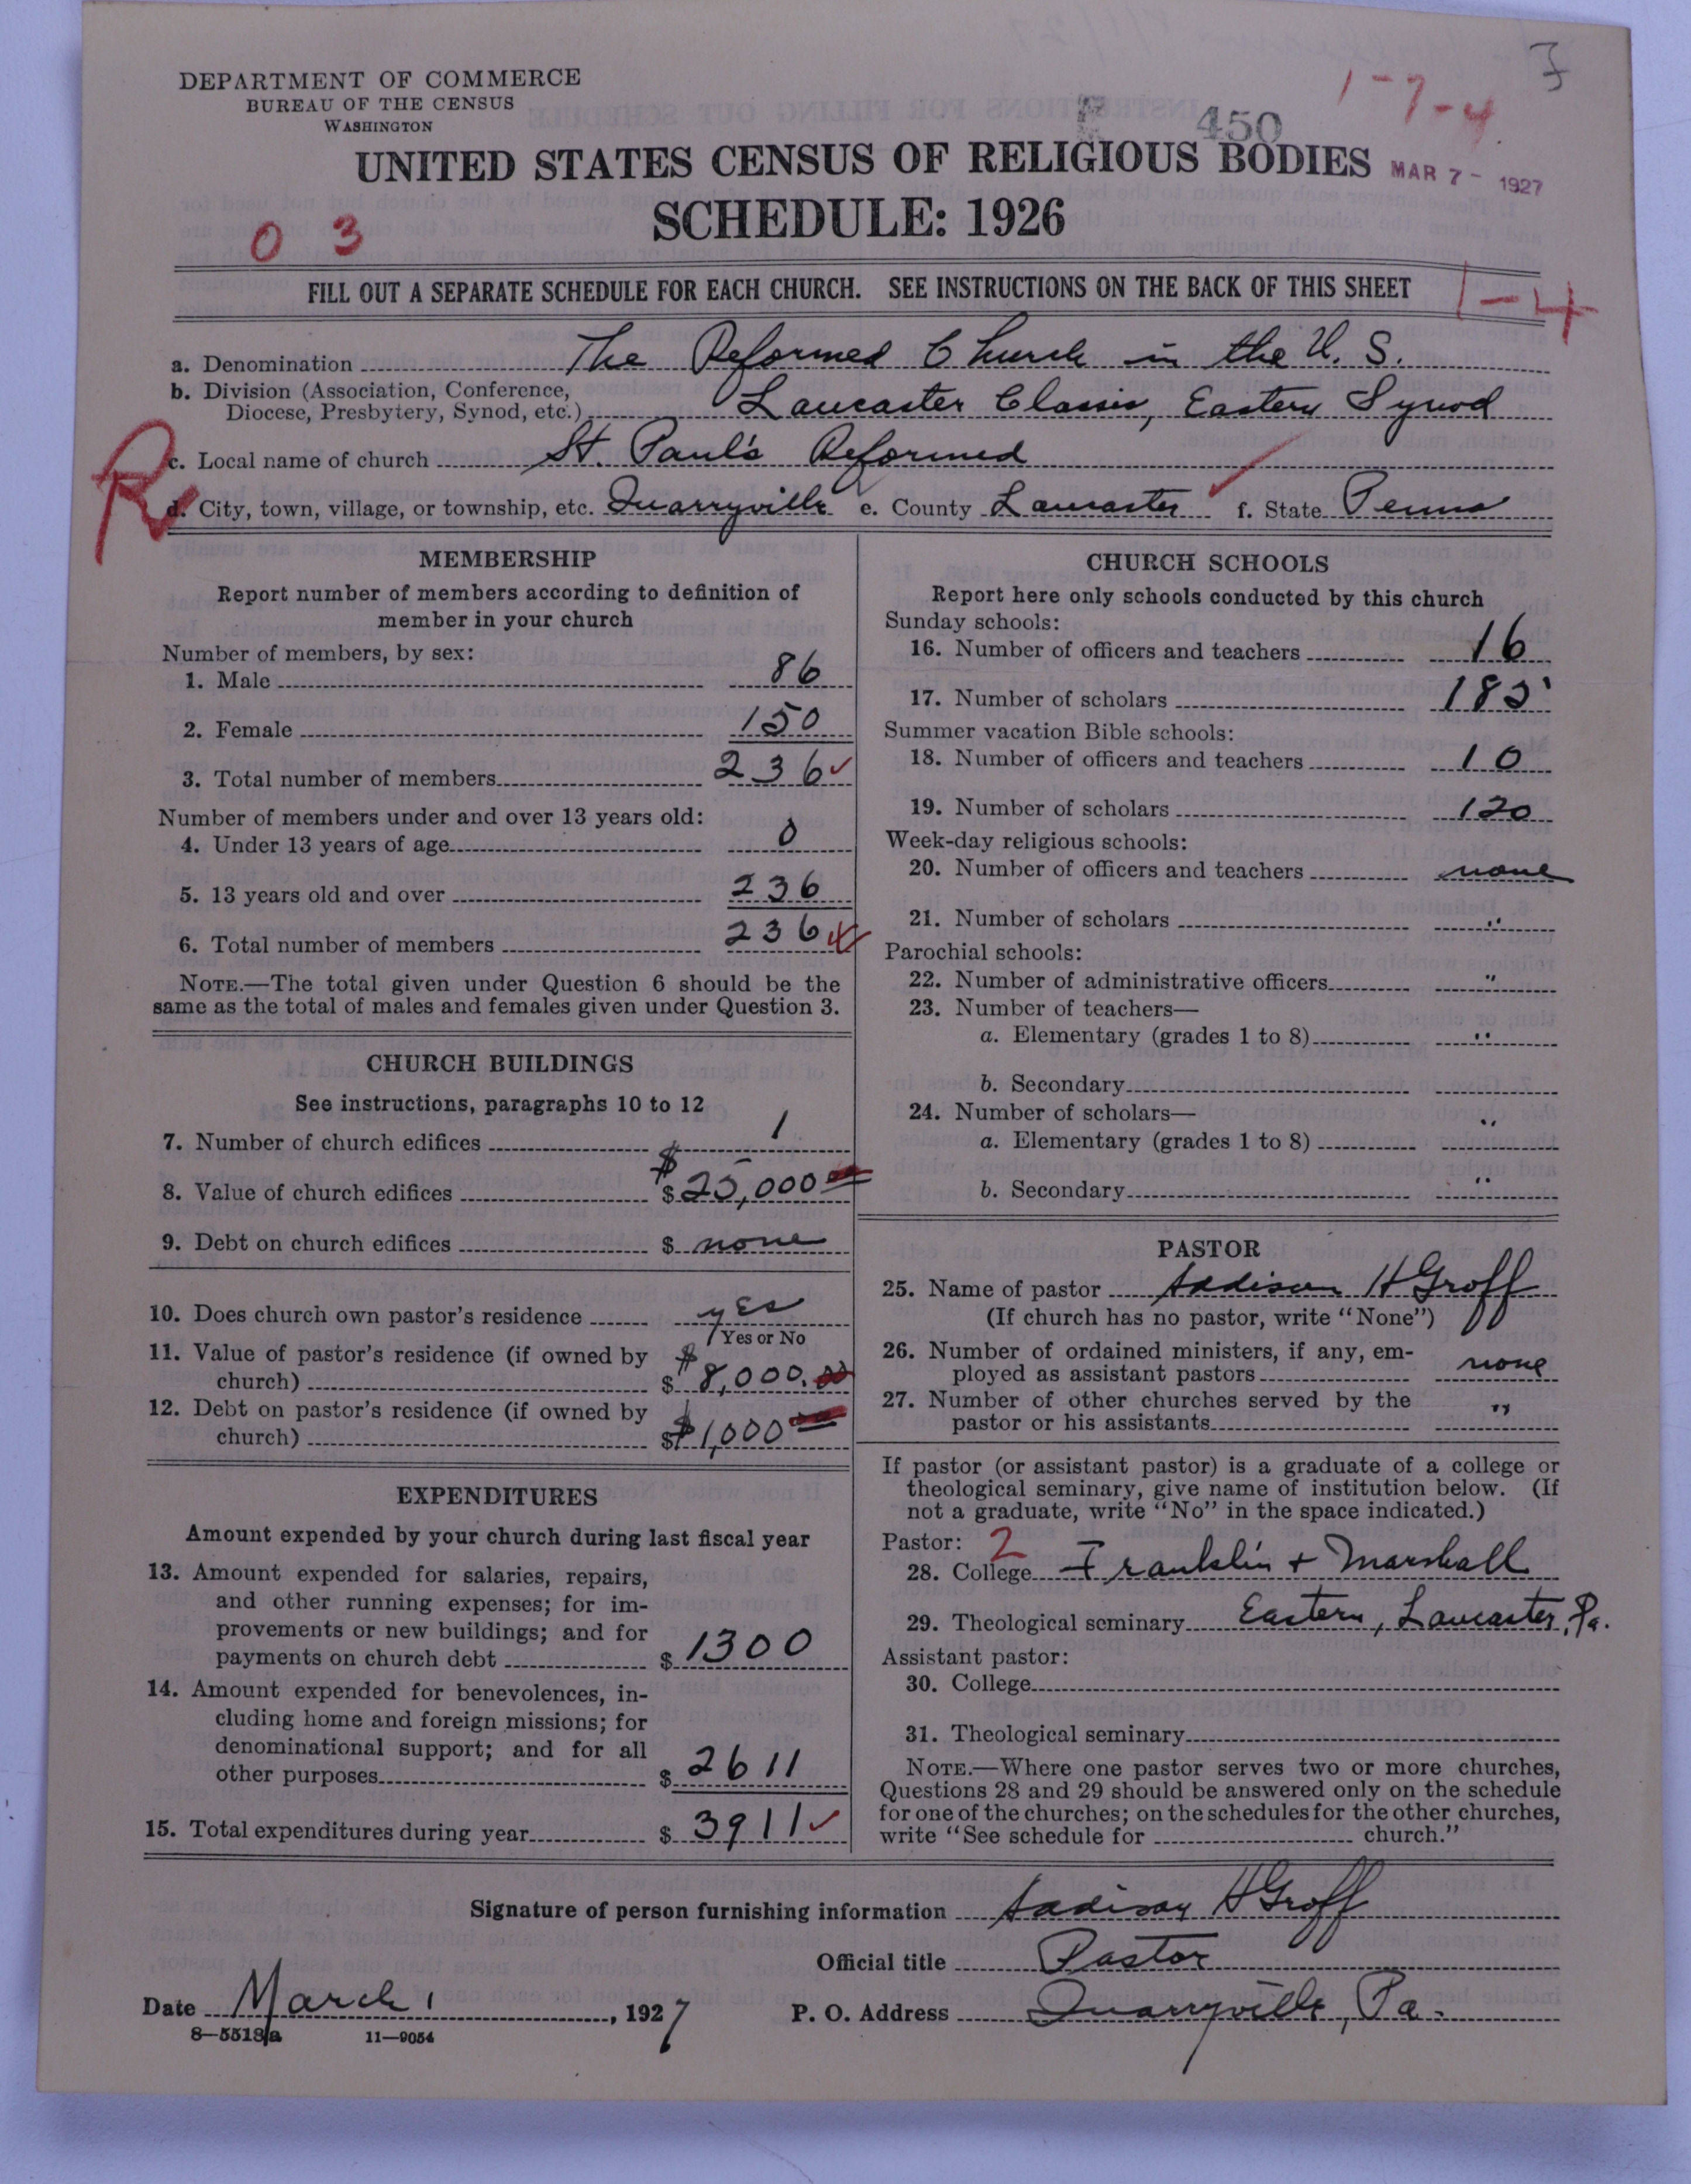 DEPARTMENT OF COMMERCE
BUREAU OF THE CENSUS
WASHINGTON
1-7-4
450
UNITED STATES CENSUS OF RELIGIOUS BODIES
MAR 7 - 1927
SCHEDULE: 1926
0 3
FILL OUT A SEPARATE SCHEDULE FOR EACH CHURCH. SEE INSTRUCTIONS ON THE BACK OF THIS SHEET
1-4
a. Denomination The Reformed Church in the U. S.
b. Division (Association, Conference,
Diocese, Presbytery, Synod, etc.) Lancaster Classis, Eastern Synod
c. Local name of church St. Paul's Reformed
d. City, town, village, or township, etc. Quarryville e. County Lancaster f. State Penna
MEMBERSHIP
Report number of members according to definition of
member in your church
Number of members, by sex:
1. Male 86
2. Female 150
3. Total number of members 236
Number of members under and over 13 years old:
4. Under 13 years of age 0
5. 13 years old and over 236
6. Total number of members 236
NOTE.—The total given under Question 6 should be the
same as the total of males and females given under Question 3.
CHURCH BUILDINGS
See instructions, paragraphs 10 to 12
7. Number of church edifices 1
8. Value of church edifices $ 25,000
9. Debt on church edifices $ none
10. Does church own pastor's residence yes
Yes or No
11. Value of pastor's residence (if owned by
church) $ 8,000.00
12. Debt on pastor's residence (if owned by
church) $ 1,000
EXPENDITURES
Amount expended by your church during last fiscal year
13. Amount expended for salaries, repairs,
and other running expenses; for im-
provements or new buildings; and for
payments on church debt $ 1300
14. Amount expended for benevolences, in-
cluding home and foreign missions; for
denominational support; and for all
other purposes $ 2611
15. Total expenditures during year $ 3911
CHURCH SCHOOLS
Report here only schools conducted by this church
Sunday schools:
16. Number of officers and teachers 16
17. Number of scholars 185
Summer vacation Bible schools:
18. Number of officers and teachers 10
19. Number of scholars 120
Week-day religious schools:
20. Number of officers and teachers none
21. Number of scholars "
Parochial schools:
22. Number of administrative officers "
23. Number of teachers—
a. Elementary (grades 1 to 8) "
b. Secondary
24. Number of scholars—
a. Elementary (grades 1 to 8) "
b. Secondary "
PASTOR
25. Name of pastor Addison H Groff
(If church has no pastor, write "None")
26. Number of ordained ministers, if any, em-
ployed as assistant pastors none
27. Number of other churches served by the
pastor or his assistants "
If pastor (or assistant pastor) is a graduate of a college or
theological seminary, give name of institution below. (If
not a graduate, write "No" in the space indicated.)
Pastor: 2
28. College Franklin + Marshall
29. Theological seminary Eastern, Lancaster, Pa.
Assistant pastor:
30. College
31. Theological seminary
NOTE.—Where one pastor serves two or more churches,
Questions 28 and 29 should be answered only on the schedule
for one of the churches; on the schedules for the other churches,
write "See schedule for church."
Signature of person furnishing information Addison H Groff
Official title Pastor
Date March 1, 1927
P. O. Address Quarryville, Pa.
8—5513a 11—9054